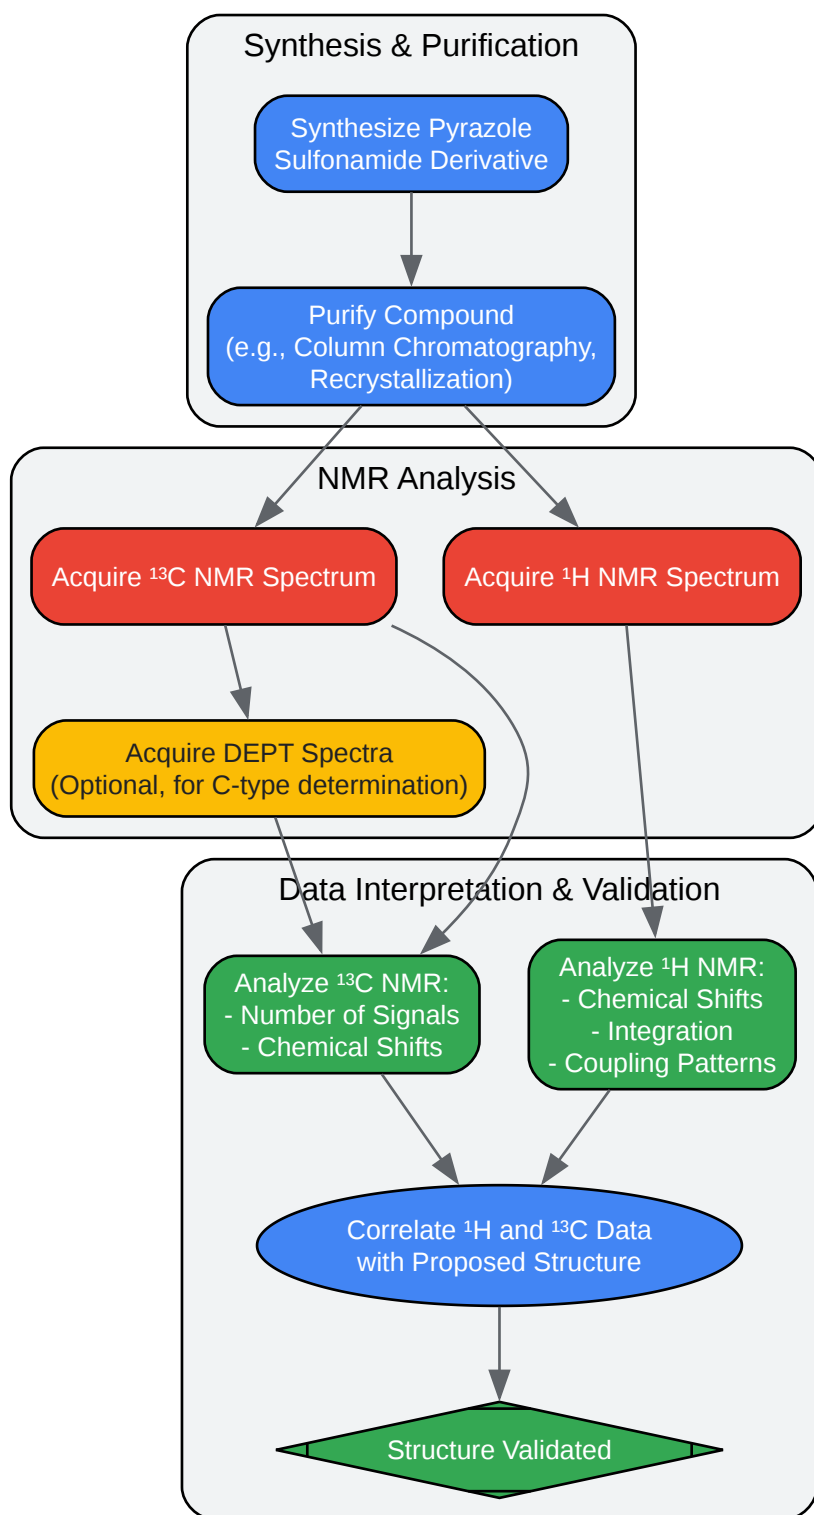 Synthesis & Purification
Synthesize Pyrazole
Sulfonamide Derivative
Purify Compound
(e.g., Column Chromatography,
Recrystallization)
NMR Analysis
Acquire ¹³C NMR Spectrum
Acquire ¹H NMR Spectrum
Acquire DEPT Spectra
(Optional, for C-type determination)
Data Interpretation & Validation
Analyze ¹³C NMR:
- Number of Signals
- Chemical Shifts
Analyze ¹H NMR:
- Chemical Shifts
- Integration
- Coupling Patterns
Correlate ¹H and ¹³C Data
with Proposed Structure
Structure Validated